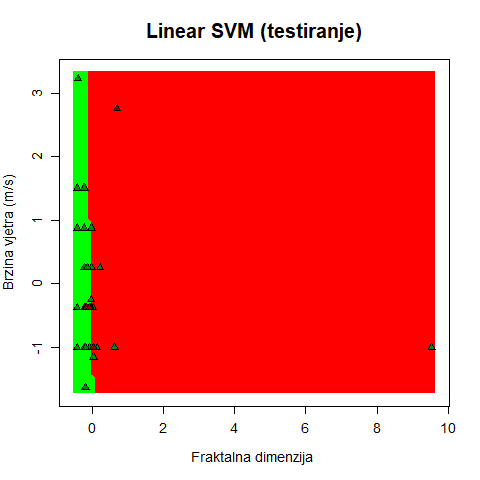 Linear SVM (testiranje)
Brzina vjetra (m/s)
3
2
1
0
-1
0 2 4 6 8 10
Fraktalna dimenzija